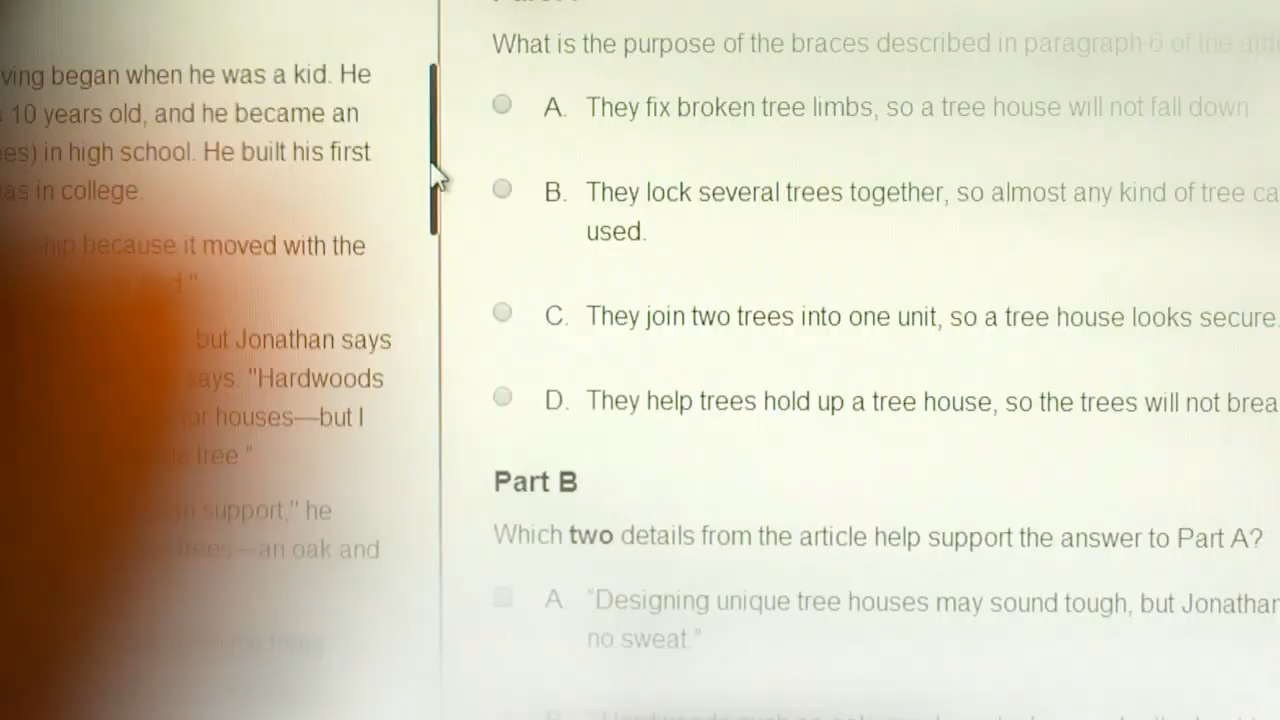 ving began when he was a kid. He
10 years old, and he became an
es) in high school. He built his first
as in college.
because it moved with the
but Jonathan says
says. "Hardwoods
for houses—but I
tree "
support," he
trees—an oak and
What is the purpose of the braces described in paragraph 6 of the
A. They fix broken tree limbs, so a tree house will not fall down
B. They lock several trees together, so almost any kind of tree ca
used.
C. They join two trees into one unit, so a tree house looks secure.
D. They help trees hold up a tree house, so the trees will not brea
Part B
Which two details from the article help support the answer to Part A?
A "Designing unique tree houses may sound tough, but Jonathan
no sweat."